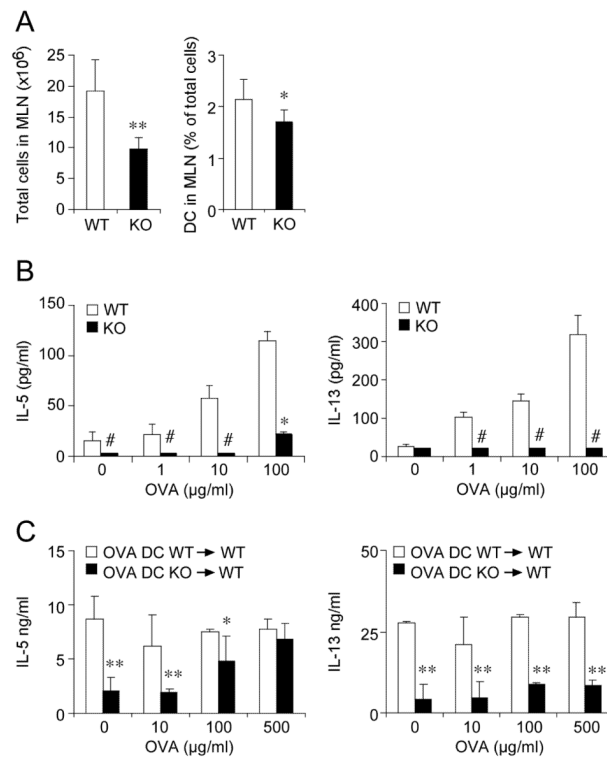 A
Total cells in MLN (x10⁶)
25
20
15
10
5
0
**
WT KO
DC in MLN (% of total cells)
3
2
1
0
*
WT KO
B
IL-5 (pg/ml)
150
100
50
0
WT
KO
# # # *
0 1 10 100
OVA (µg/ml)
IL-13 (pg/ml)
400
300
200
100
0
WT
KO
# # #
0 1 10 100
OVA (µg/ml)
C
IL-5 ng/ml
15
10
5
0
OVA DC WT → WT
OVA DC KO → WT
** ** *
0 10 100 500
OVA (µg/ml)
IL-13 ng/ml
50
25
0
OVA DC WT → WT
OVA DC KO → WT
** ** ** **
0 10 100 500
OVA (µg/ml)